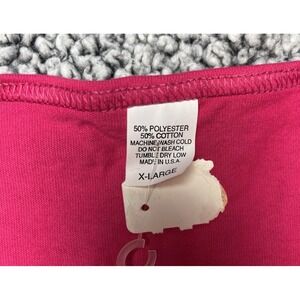 50% POLYESTER
50% COTTON
MACHINE WASH COLD
DO NOT BLEACH
TUMBLE DRY LOW
MADE IN U.S.A
X-LARGE